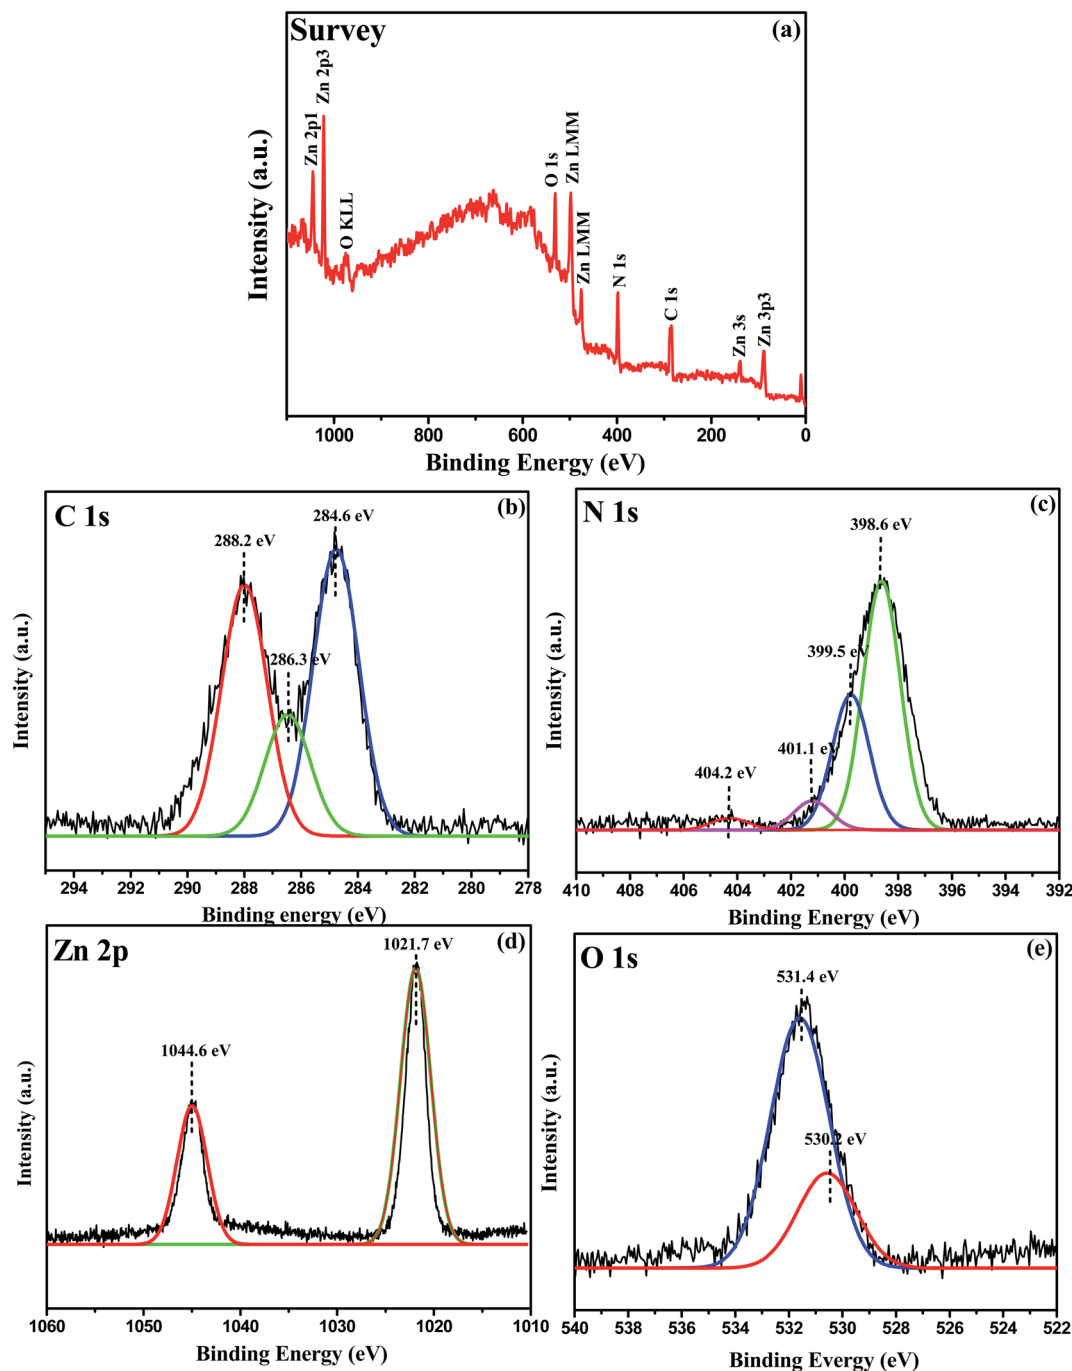 Survey
(a)
Zn 2p1
Zn 2p3
O KLL
O 1s
Zn LMM
Zn LMM
N 1s
C 1s
Zn 3s
Zn 3p3
Intensity (a.u.)
1000 800 600 400 200 0
Binding Energy (eV)
C 1s
(b)
288.2 eV
286.3 eV
284.6 eV
Intensity (a.u.)
294 292 290 288 286 284 282 280 278
Binding energy (eV)
N 1s
(c)
398.6 eV
399.5 eV
401.1 eV
404.2 eV
Intensity (a.u.)
410 408 406 404 402 400 398 396 394 392
Binding Energy (eV)
Zn 2p
(d)
1021.7 eV
1044.6 eV
Intensity (a.u.)
1060 1050 1040 1030 1020 1010
Binding Energy (eV)
O 1s
(e)
531.4 eV
530.2 eV
Intensity (a.u.)
540 538 536 534 532 530 528 526 524 522
Binding Evergy (eV)